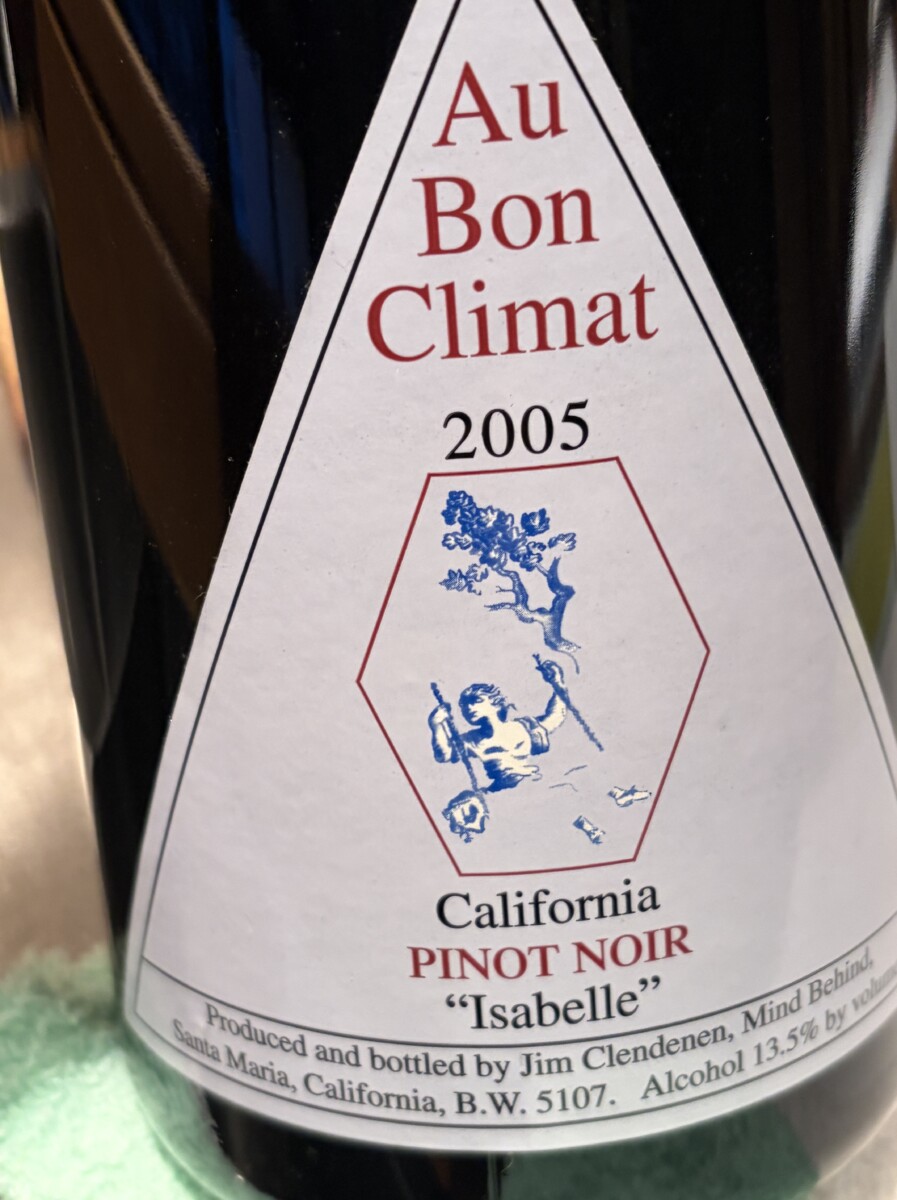 Au
Bon
Climat
2005
California
PINOT NOIR
“Isabelle”
Produced and bottled by Jim Clendenen, Mind Behind,
Santa Maria, California, B.W. 5107. Alcohol 13.5% by volume